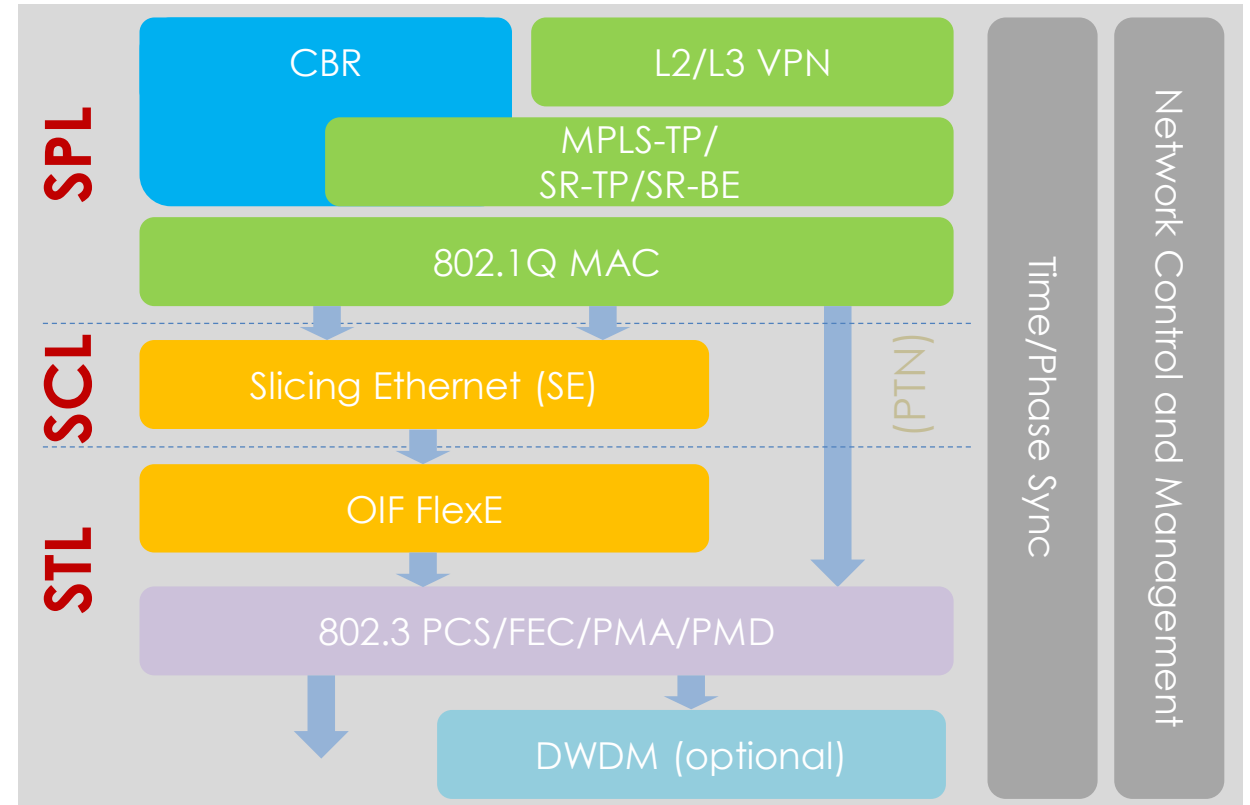 SPL
CBR
L2/L3 VPN
MPLS-TP/
SR-TP/SR-BE
802.1Q MAC
SCL
Slicing Ethernet (SE)
(PTN)
STL
OIF FlexE
802.3 PCS/FEC/PMA/PMD
DWDM (optional)
Time/Phase Sync
Network Control and Management